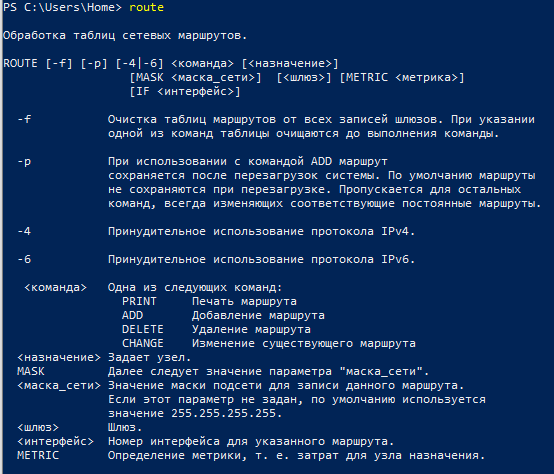 PS C:\Users\Home> route
Обработка таблиц сетевых маршрутов.
ROUTE [-f] [-p] [-4|-6] <команда> [<назначение>]
[MASK <маска_сети>] [<шлюз>] [METRIC <метрика>]
[IF <интерфейс>]
-f Очистка таблиц маршрутов от всех записей шлюзов. При указании
одной из команд таблицы очищаются до выполнения команды.
-p При использовании с командой ADD маршрут
сохраняется после перезагрузок системы. По умолчанию маршруты
не сохраняются при перезагрузке. Пропускается для остальных
команд, всегда изменяющих соответствующие постоянные маршруты.
-4 Принудительное использование протокола IPv4.
-6 Принудительное использование протокола IPv6.
<команда> Одна из следующих команд:
PRINT Печать маршрута
ADD Добавление маршрута
DELETE Удаление маршрута
CHANGE Изменение существующего маршрута
<назначение> Задает узел.
MASK Далее следует значение параметра "маска_сети".
<маска_сети> Значение маски подсети для записи данного маршрута.
Если этот параметр не задан, по умолчанию используется
значение 255.255.255.255.
<шлюз> Шлюз.
<интерфейс> Номер интерфейса для указанного маршрута.
METRIC Определение метрики, т. е. затрат для узла назначения.